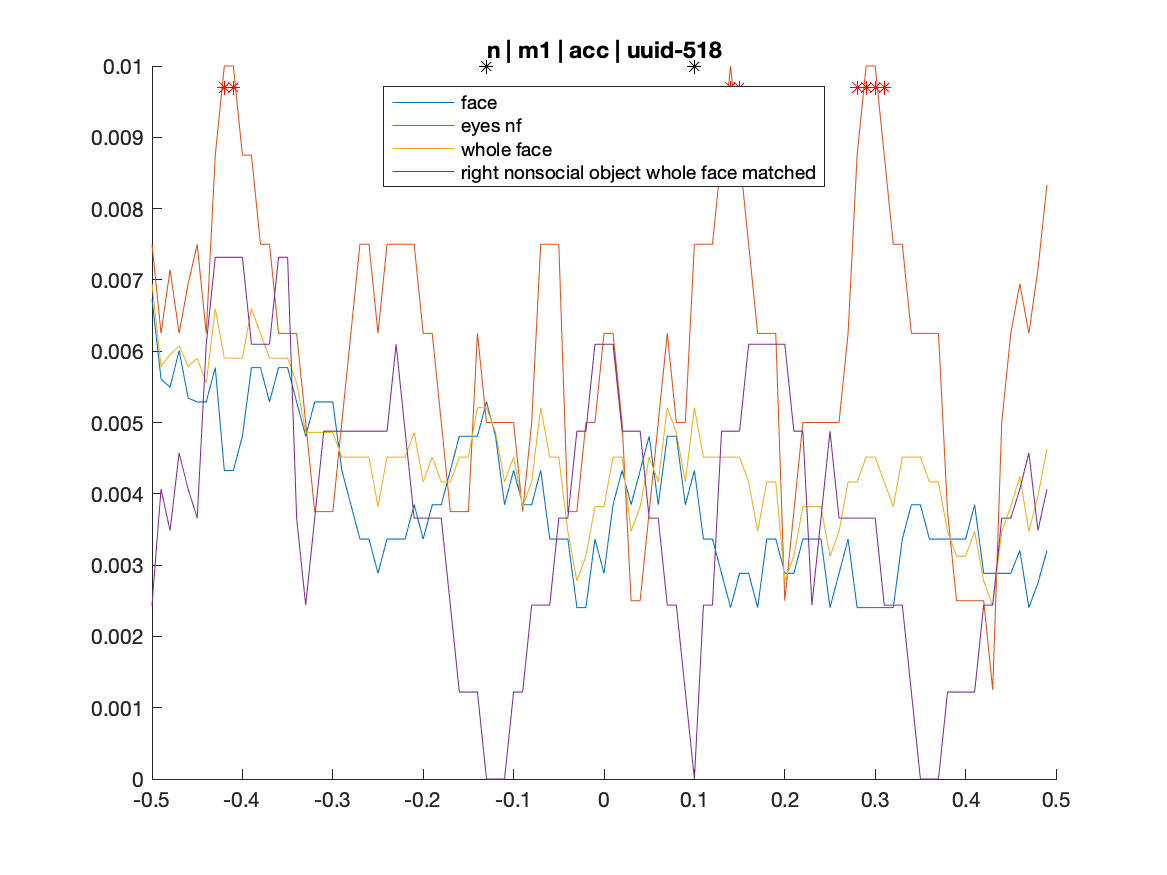 n | m1 | acc | uuid-518
face
eyes nf
whole face
right nonsocial object whole face matched
0.01
0.009
0.008
0.007
0.006
0.005
0.004
0.003
0.002
0.001
0
-0.5 -0.4 -0.3 -0.2 -0.1 0 0.1 0.2 0.3 0.4 0.5